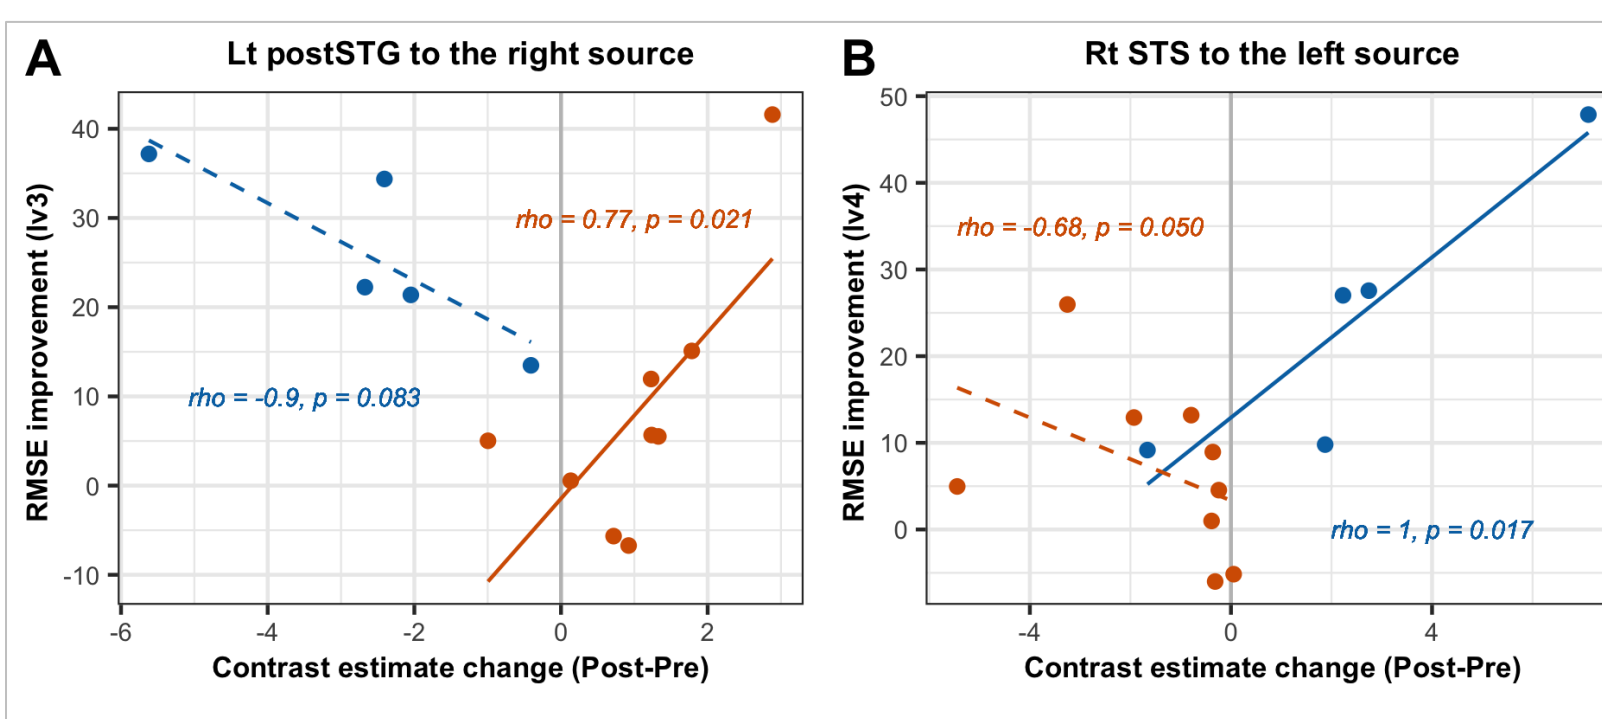 A
Lt postSTG to the right source
RMSE improvement (lv3)
40
30
20
10
0
-10
rho = 0.77, p = 0.021
rho = -0.9, p = 0.083
-6
-4
-2
0
2
Contrast estimate change (Post-Pre)
B
Rt STS to the left source
RMSE improvement (lv4)
50
40
30
20
10
0
rho = -0.68, p = 0.050
rho = 1, p = 0.017
-4
0
4
Contrast estimate change (Post-Pre)